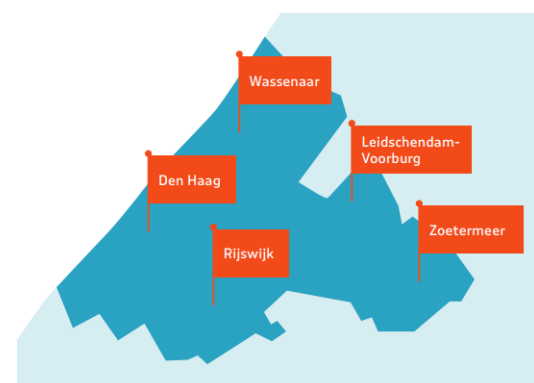 Wassenaar
Leidschendam-
Voorburg
Den Haag
Zoetermeer
Rijswijk